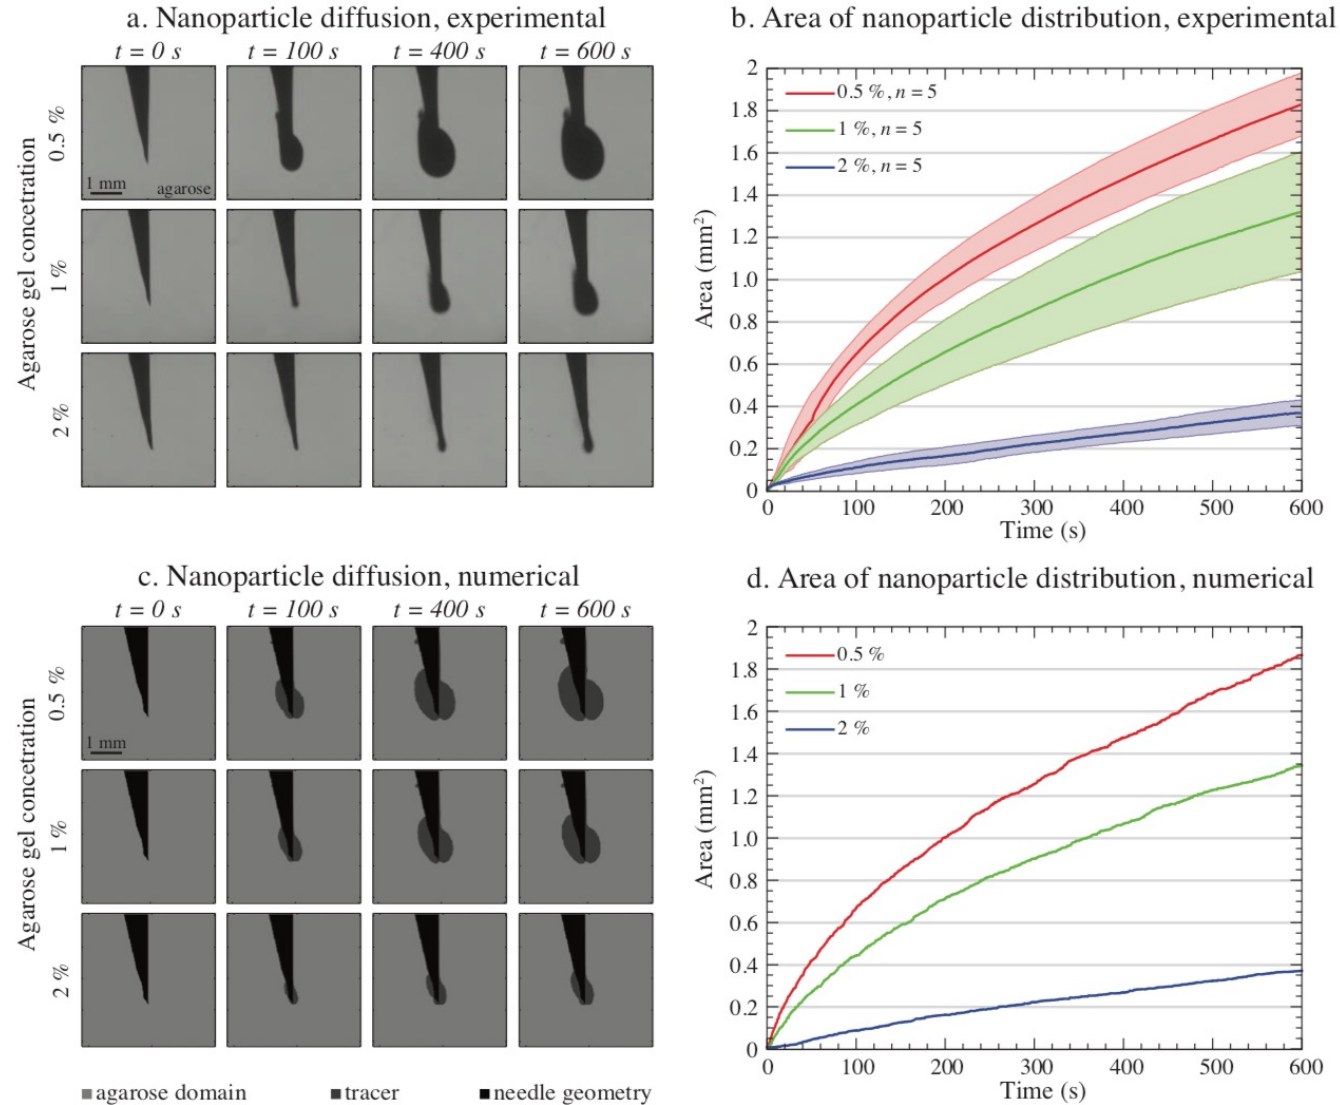 a. Nanoparticle diffusion, experimental
t = 0 s
t = 100 s
t = 400 s
t = 600 s
Agarose gel concetration
0.5 %
1%
2%
1 mm
agarose
b. Area of nanoparticle distribution, experimental
2
1.8
1.6
1.4
1.2
1.0
0.8
0.6
0.4
0.2
0
Area (mm²)
0.5 %, n = 5
1 %, n = 5
2 %, n = 5
0 100 200 300 400 500 600
Time (s)
c. Nanoparticle diffusion, numerical
t = 0 s
t = 100 s
t = 400 s
t = 600 s
Agarose gel concetration
0.5 %
1%
2%
1 mm
agarose domain
tracer
needle geometry
d. Area of nanoparticle distribution, numerical
2
1.8
1.6
1.4
1.2
1.0
0.8
0.6
0.4
0.2
0
Area (mm²)
0.5 %
1 %
2 %
0 100 200 300 400 500 600
Time (s)